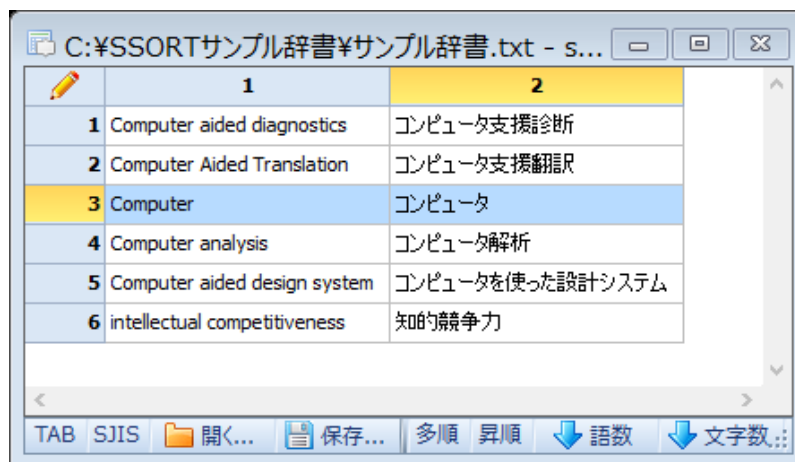 C:¥SSORTサンプル辞書¥サンプル辞書.txt - s...
1 2
1 Computer aided diagnostics コンピュータ支援診断
2 Computer Aided Translation コンピュータ支援翻訳
3 Computer コンピュータ
4 Computer analysis コンピュータ解析
5 Computer aided design system コンピュータを使った設計システム
6 intellectual competitiveness 知的競争力
TAB SJIS 開く... 保存... 多順 昇順 語数 文字数